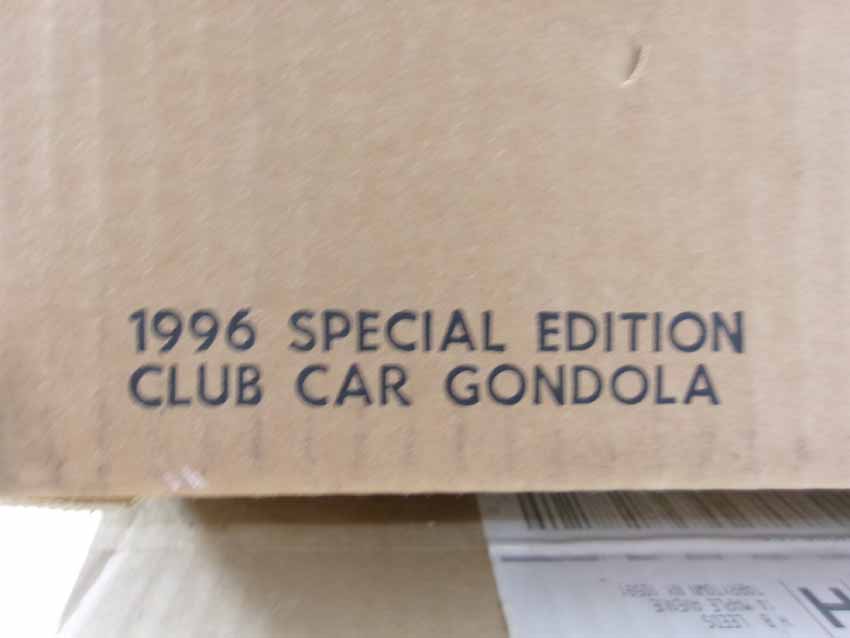 1996 SPECIAL EDITION
CLUB CAR GONDOLA
H